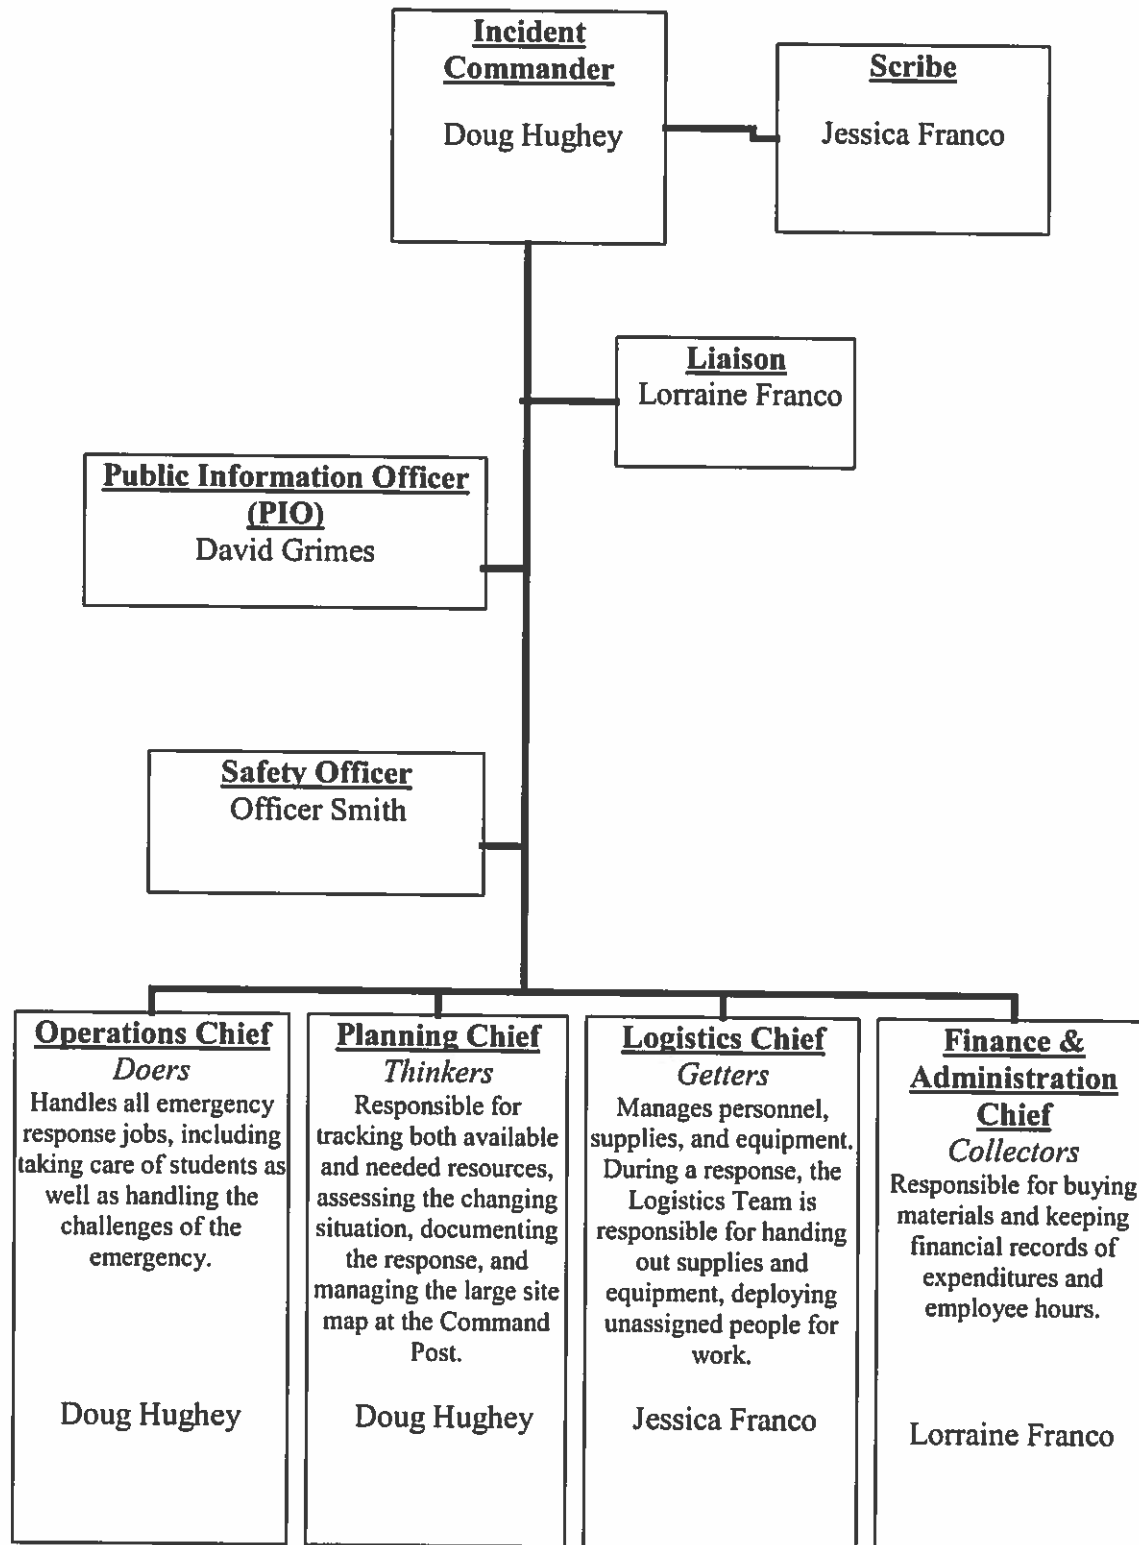 Incident
Commander
Doug Hughey
Scribe
Jessica Franco
Liaison
Lorraine Franco
Public Information Officer
(PIO)
David Grimes
Safety Officer
Officer Smith
Operations Chief
Doers
Handles all emergency
response jobs, including
taking care of students as
well as handling the
challenges of the
emergency.
Doug Hughey
Planning Chief
Thinkers
Responsible for
tracking both available
and needed resources,
assessing the changing
situation, documenting
the response, and
managing the large site
map at the Command
Post.
Doug Hughey
Logistics Chief
Getters
Manages personnel,
supplies, and equipment.
During a response, the
Logistics Team is
responsible for handing
out supplies and
equipment, deploying
unassigned people for
work.
Jessica Franco
Finance &
Administration
Chief
Collectors
Responsible for buying
materials and keeping
financial records of
expenditures and
employee hours.
Lorraine Franco